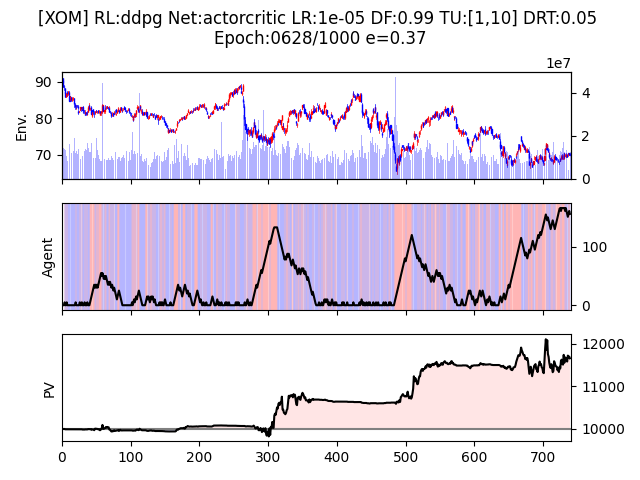 [XOM] RL:ddpg Net:actorcritic LR:1e-05 DF:0.99 TU:[1,10] DRT:0.05
Epoch:0628/1000 e=0.37
1e7
90
80
70
Env.
4
2
0
Agent
100
0
PV
12000
11000
10000
0 100 200 300 400 500 600 700